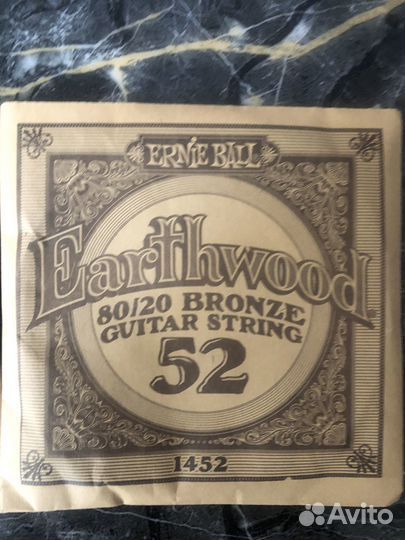 ERNIE BALL
Earthwood
80/20 BRONZE
GUITAR STRING
52
1452
Avito